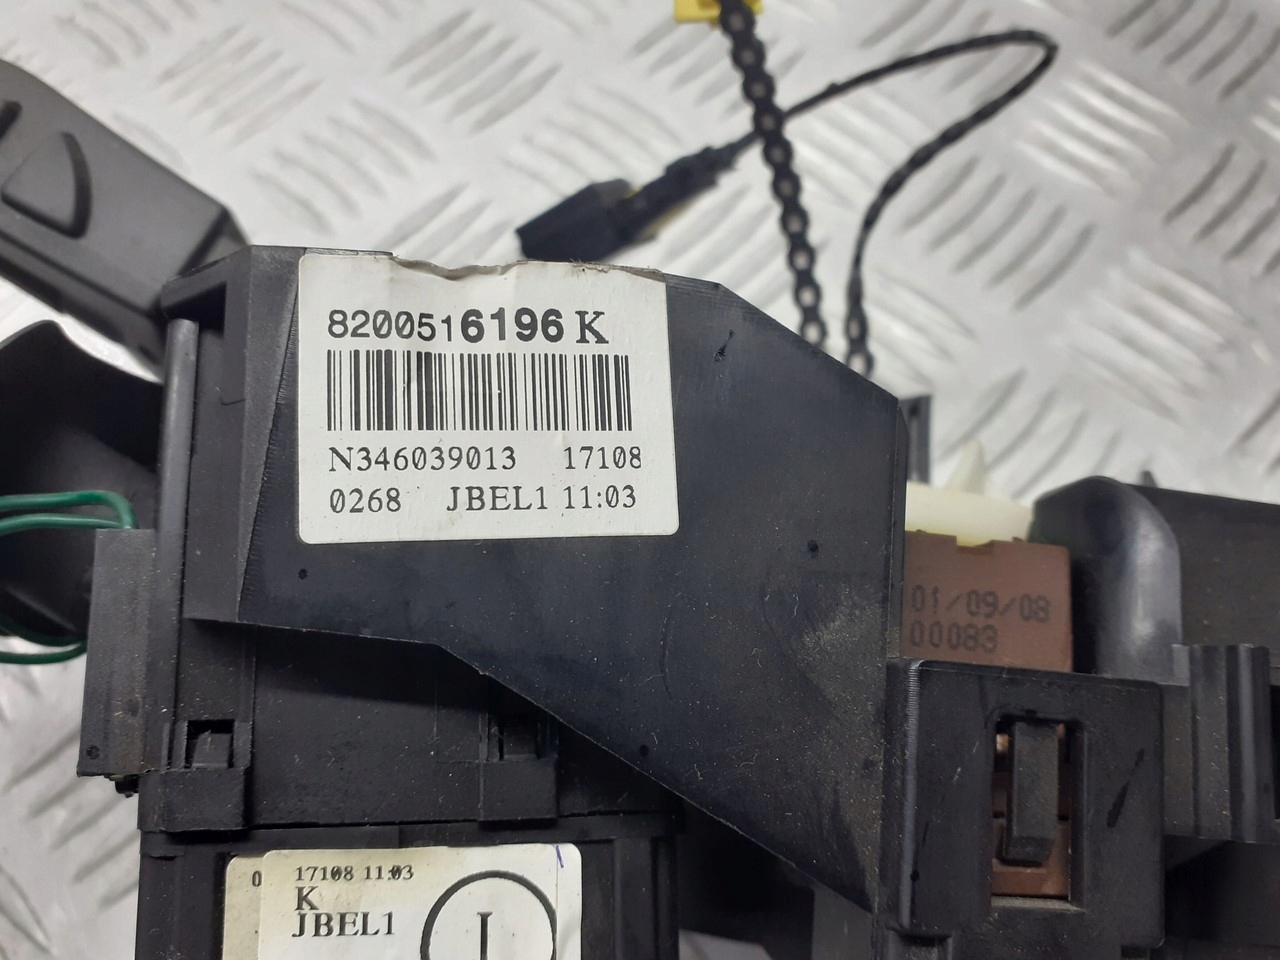 8200516196 K
N346039013 17108
0268 JBEL1 11:03
01/09/08
00083
0 17108 11:03
K
JBEL1